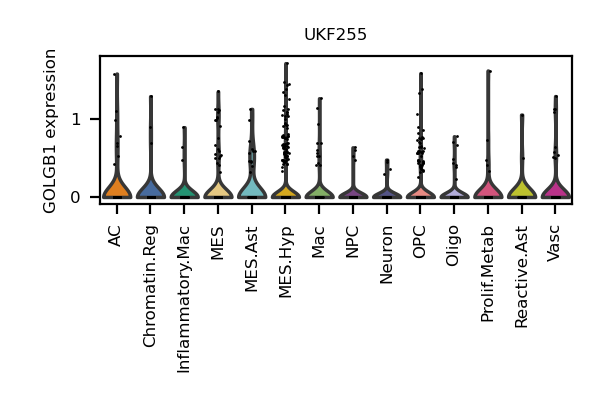 UKF255
GOLGB1 expression
1
0
AC
Chromatin.Reg
Inflammatory.Mac
MES
MES.Ast
MES.Hyp
Mac
NPC
Neuron
OPC
Oligo
Prolif.Metab
Reactive.Ast
Vasc